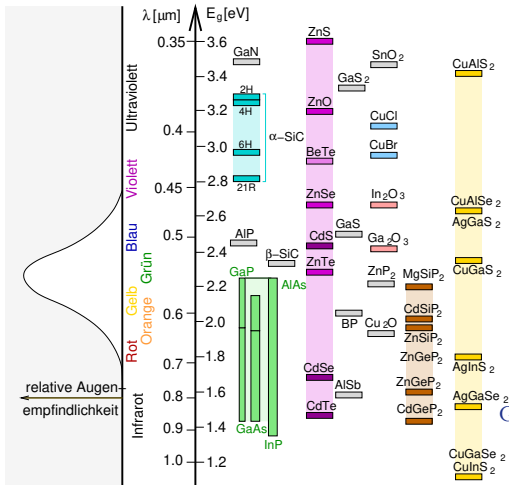 λ [µm]
E_g [eV]
0.35
0.4
0.45
0.5
0.6
0.7
0.8
0.9
1.0
3.6
3.4
3.2
3.0
2.8
2.6
2.4
2.2
2.0
1.8
1.6
1.4
1.2
Ultraviolett
Violett
Blau
Grün
Gelb
Orange
Rot
Infrarot
relative Augen-
empfindlichkeit
GaN
2H
4H
6H
21R
α-SiC
AlP
β-SiC
GaP
AlAs
GaAs
InP
ZnS
ZnO
BeTe
ZnSe
CdS
ZnTe
CdSe
CdTe
SnO₂
GaS₂
CuCl
CuBr
In₂O₃
GaS
Ga₂O₃
ZnP₂
BP
Cu₂O
AlSb
MgSiP₂
CdSiP₂
ZnSiP₂
ZnGeP₂
ZnGeP₂
CdGeP₂
CuAlS₂
CuAlSe₂
AgGaS₂
CuGaS₂
AgInS₂
AgGaSe₂
CuGaSe₂
CuInS₂